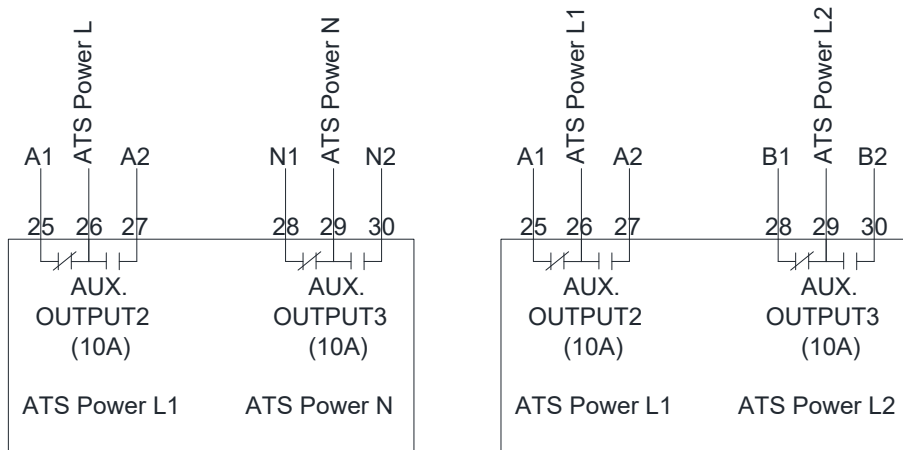 ATS Power L
ATS Power N
ATS Power L1
ATS Power L2
A1
A2
N1
N2
A1
A2
B1
B2
25
26
27
28
29
30
25
26
27
28
29
30
AUX.
OUTPUT2
(10A)
AUX.
OUTPUT3
(10A)
AUX.
OUTPUT2
(10A)
AUX.
OUTPUT3
(10A)
ATS Power L1
ATS Power N
ATS Power L1
ATS Power L2